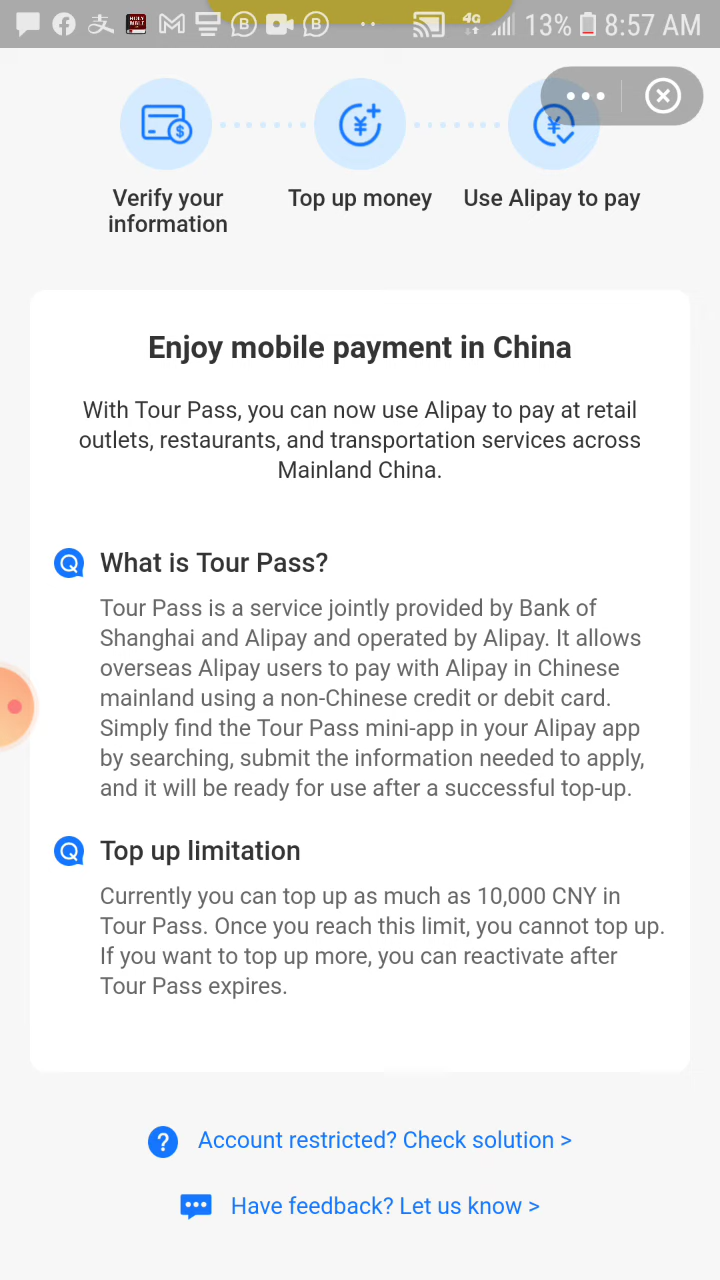 4G 13% 8:57 AM
Verify your
information
Top up money
Use Alipay to pay
Enjoy mobile payment in China
With Tour Pass, you can now use Alipay to pay at retail
outlets, restaurants, and transportation services across
Mainland China.
What is Tour Pass?
Tour Pass is a service jointly provided by Bank of
Shanghai and Alipay and operated by Alipay. It allows
overseas Alipay users to pay with Alipay in Chinese
mainland using a non-Chinese credit or debit card.
Simply find the Tour Pass mini-app in your Alipay app
by searching, submit the information needed to apply,
and it will be ready for use after a successful top-up.
Top up limitation
Currently you can top up as much as 10,000 CNY in
Tour Pass. Once you reach this limit, you cannot top up.
If you want to top up more, you can reactivate after
Tour Pass expires.
Account restricted? Check solution >
Have feedback? Let us know >